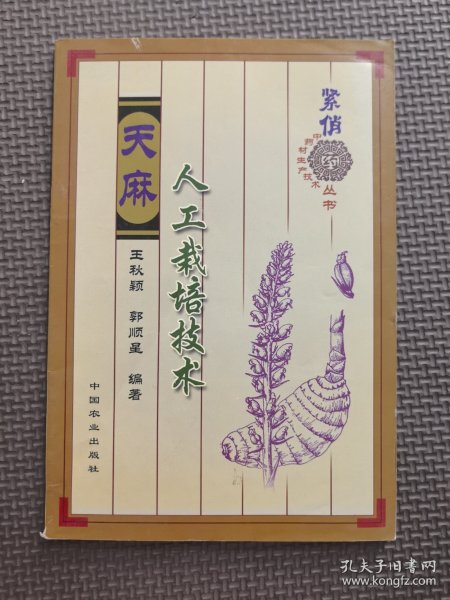 紧俏
中药材生产技术
药
丛书
天麻
人工栽培技术
王秋颖 郭顺星 编著
中国农业出版社
孔夫子旧书网
www.kongfz.com